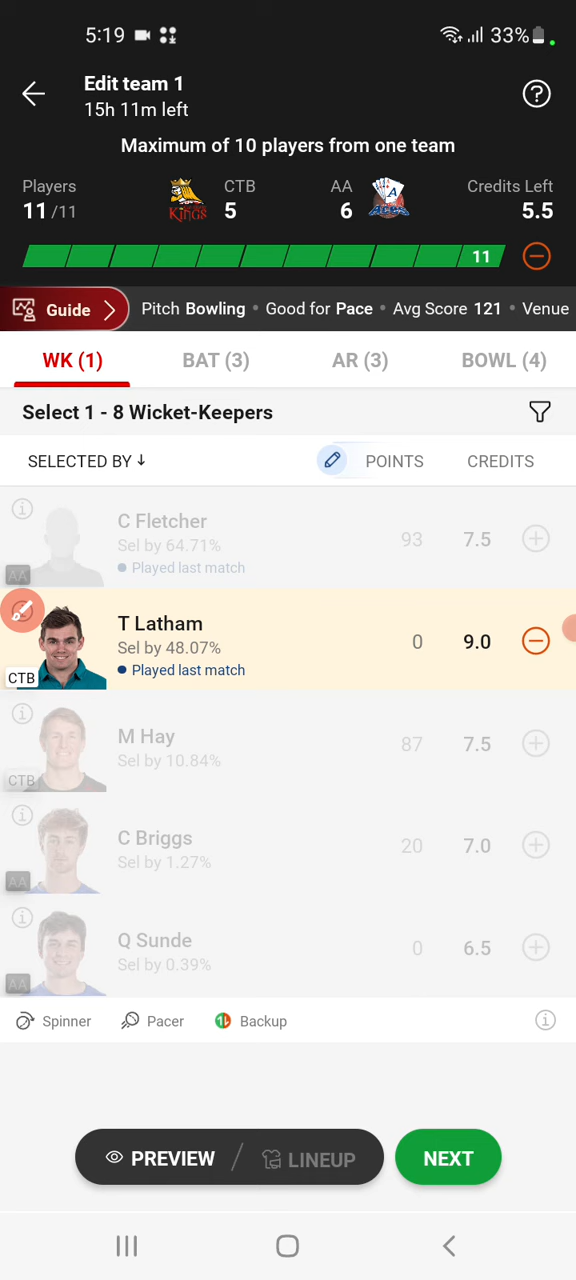 5:19 33%
Edit team 1
15h 11m left
Maximum of 10 players from one team
Players CTB AA Credits Left
11/11 KINGS 5 6 A ACES 5.5
11
Guide Pitch Bowling • Good for Pace • Avg Score 121 • Venue
WK (1) BAT (3) AR (3) BOWL (4)
Select 1 - 8 Wicket-Keepers
SELECTED BY ↓ POINTS CREDITS
C Fletcher
Sel by 64.71% 93 7.5
AA • Played last match
T Latham
Sel by 48.07% 0 9.0
CTB • Played last match
M Hay
Sel by 10.84% 87 7.5
CTB
C Briggs
Sel by 1.27% 20 7.0
AA
Q Sunde
Sel by 0.39% 0 6.5
AA
Spinner Pacer Backup
PREVIEW / LINEUP NEXT